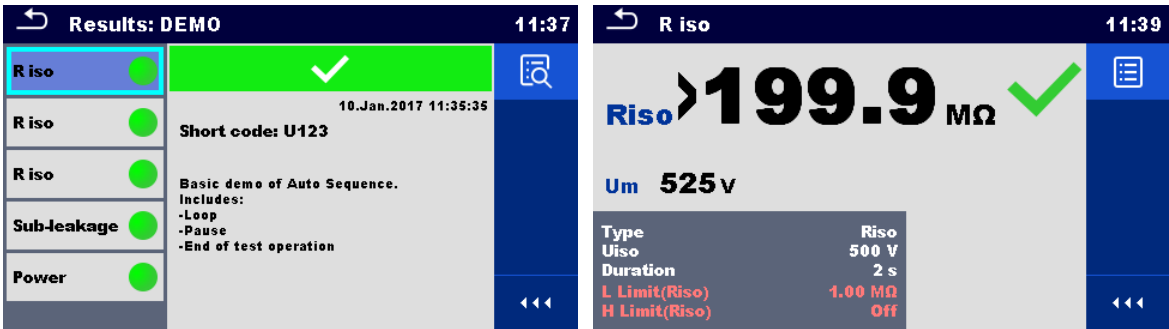 Results: DEMO 11:37
R iso
R iso
R iso
Sub-leakage
Power
10.Jan.2017 11:35:35
Short code: U123
Basic demo of Auto Sequence.
Includes:
-Loop
-Pause
-End of test operation
R iso 11:39
Riso >199.9 MΩ
Um 525 V
Type Riso
Uiso 500 V
Duration 2 s
L Limit(Riso) 1.00 MΩ
H Limit(Riso) Off